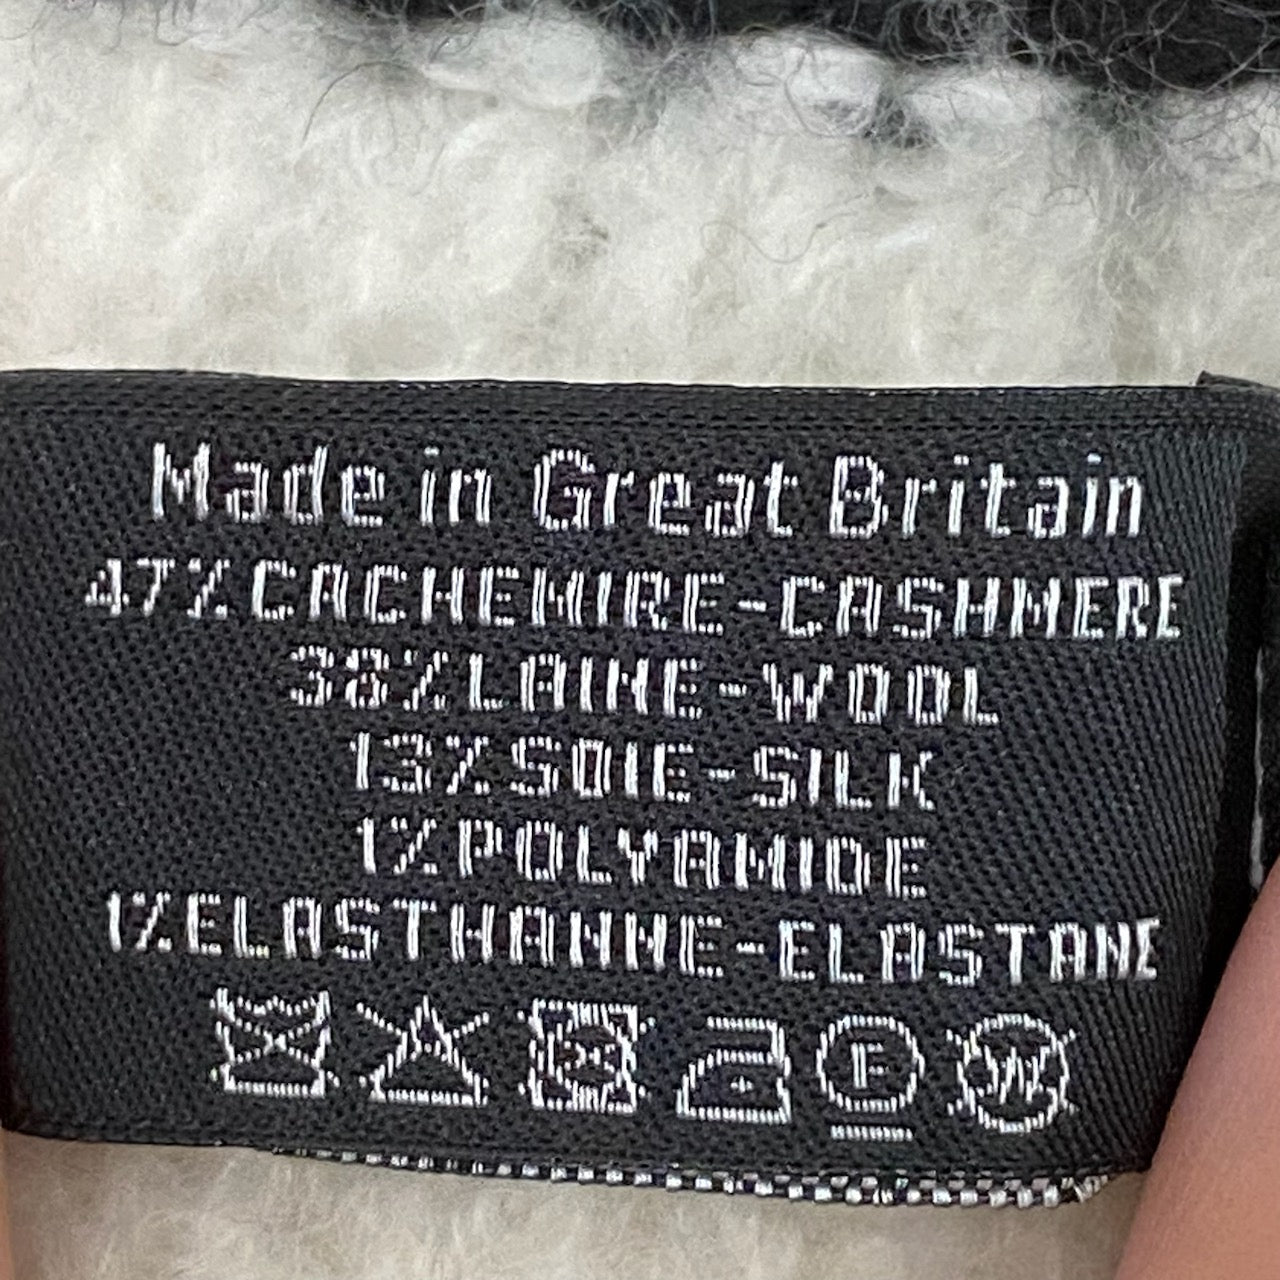 Made in Great Britain
47%CACHEMIRE-CASHMERE
38%LAINE-WOOL
13%SOIE-SILK
1%POLYAMIDE
1%ELASTHANNE-ELASTANE
F W